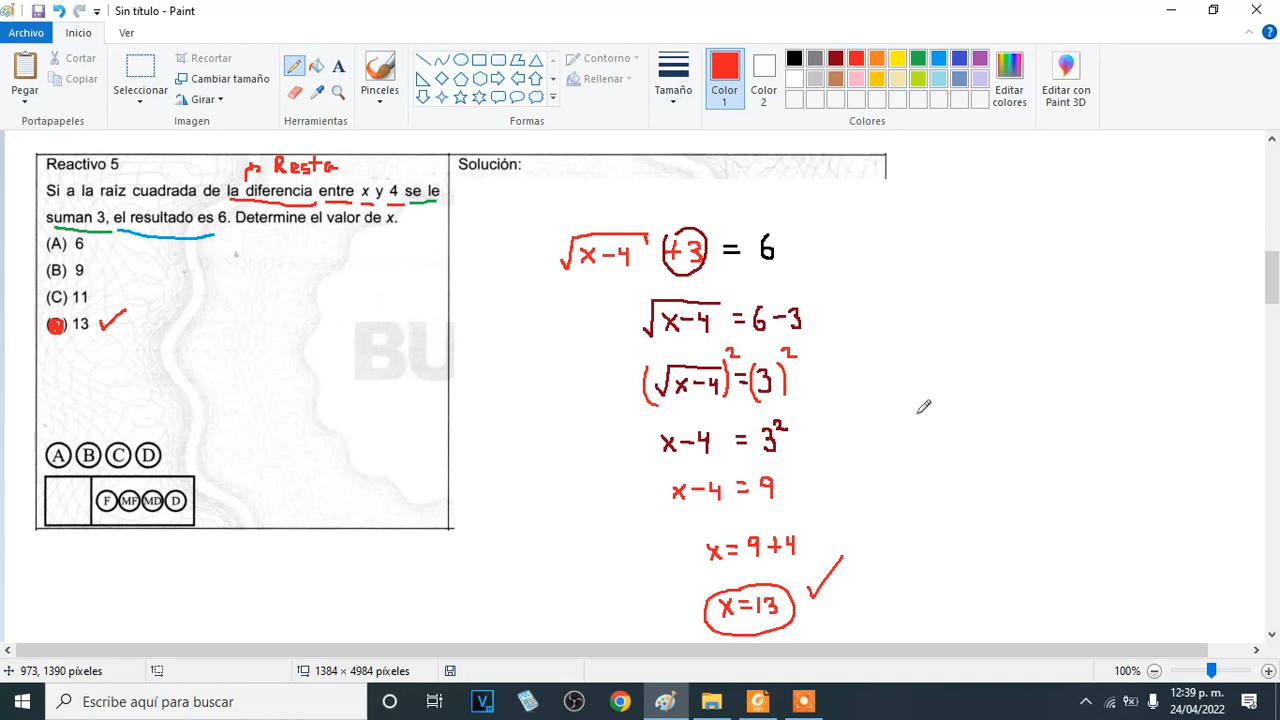 Sin título - Paint
Archivo Inicio Ver
Pegar
Cortar
Copiar
Portapapeles
Seleccionar
Recortar
Cambiar tamaño
Girar
Imagen
A
Herramientas
Pinceles
Contorno
Rellenar
Formas
Tamaño
Color 1
Color 2
Editar colores
Editar con Paint 3D
Colores
Reactivo 5
Resta
Si a la raíz cuadrada de la diferencia entre x y 4 se le
suman 3, el resultado es 6. Determine el valor de x.
(A) 6
(B) 9
(C) 11
13
BU
A B C D
F MF MD D
Solución:
√x-4 +3 = 6
√x-4 = 6-3
(√x-4)² = (3)²
x-4 = 3²
x-4 = 9
x = 9+4
x=13
973, 1390 píxeles
1384 × 4984 píxeles
100%
Escribe aquí para buscar
12:39 p. m.
24/04/2022